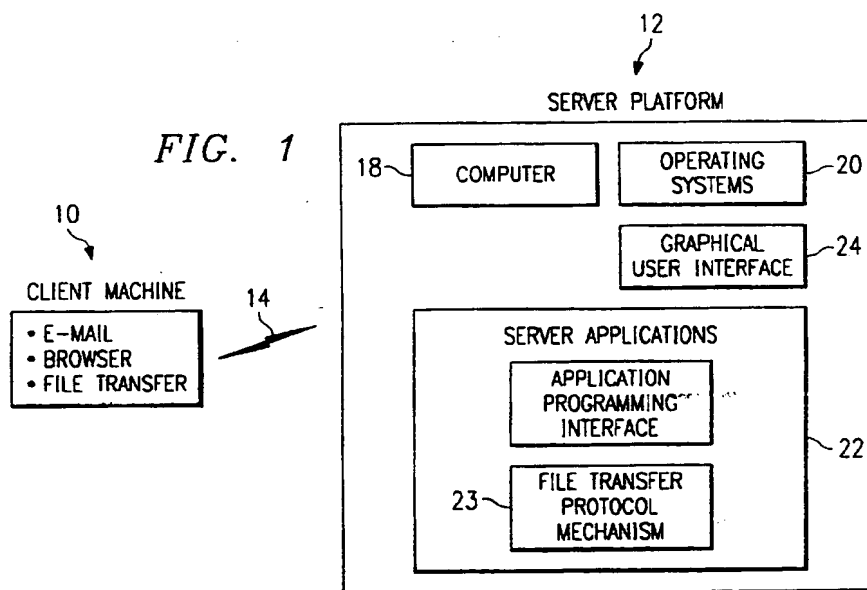 12
SERVER PLATFORM
FIG. 1
18
COMPUTER
OPERATING
SYSTEMS
20
GRAPHICAL
USER INTERFACE
24
10
CLIENT MACHINE
• E-MAIL
• BROWSER
• FILE TRANSFER
14
SERVER APPLICATIONS
APPLICATION
PROGRAMMING
INTERFACE
22
23
FILE TRANSFER
PROTOCOL
MECHANISM